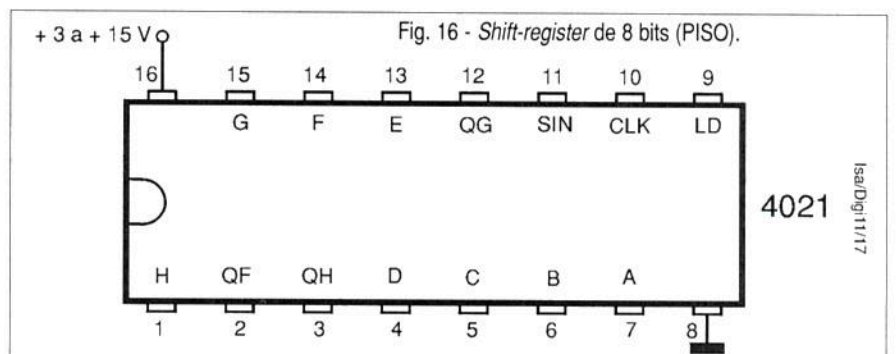 + 3 a + 15 V
Fig. 16 - Shift-register de 8 bits (PISO).
16 15 14 13 12 11 10 9
G F E QG SIN CLK LD
4021
Isa/Digi11/17
H QF QH D C B A
1 2 3 4 5 6 7 8